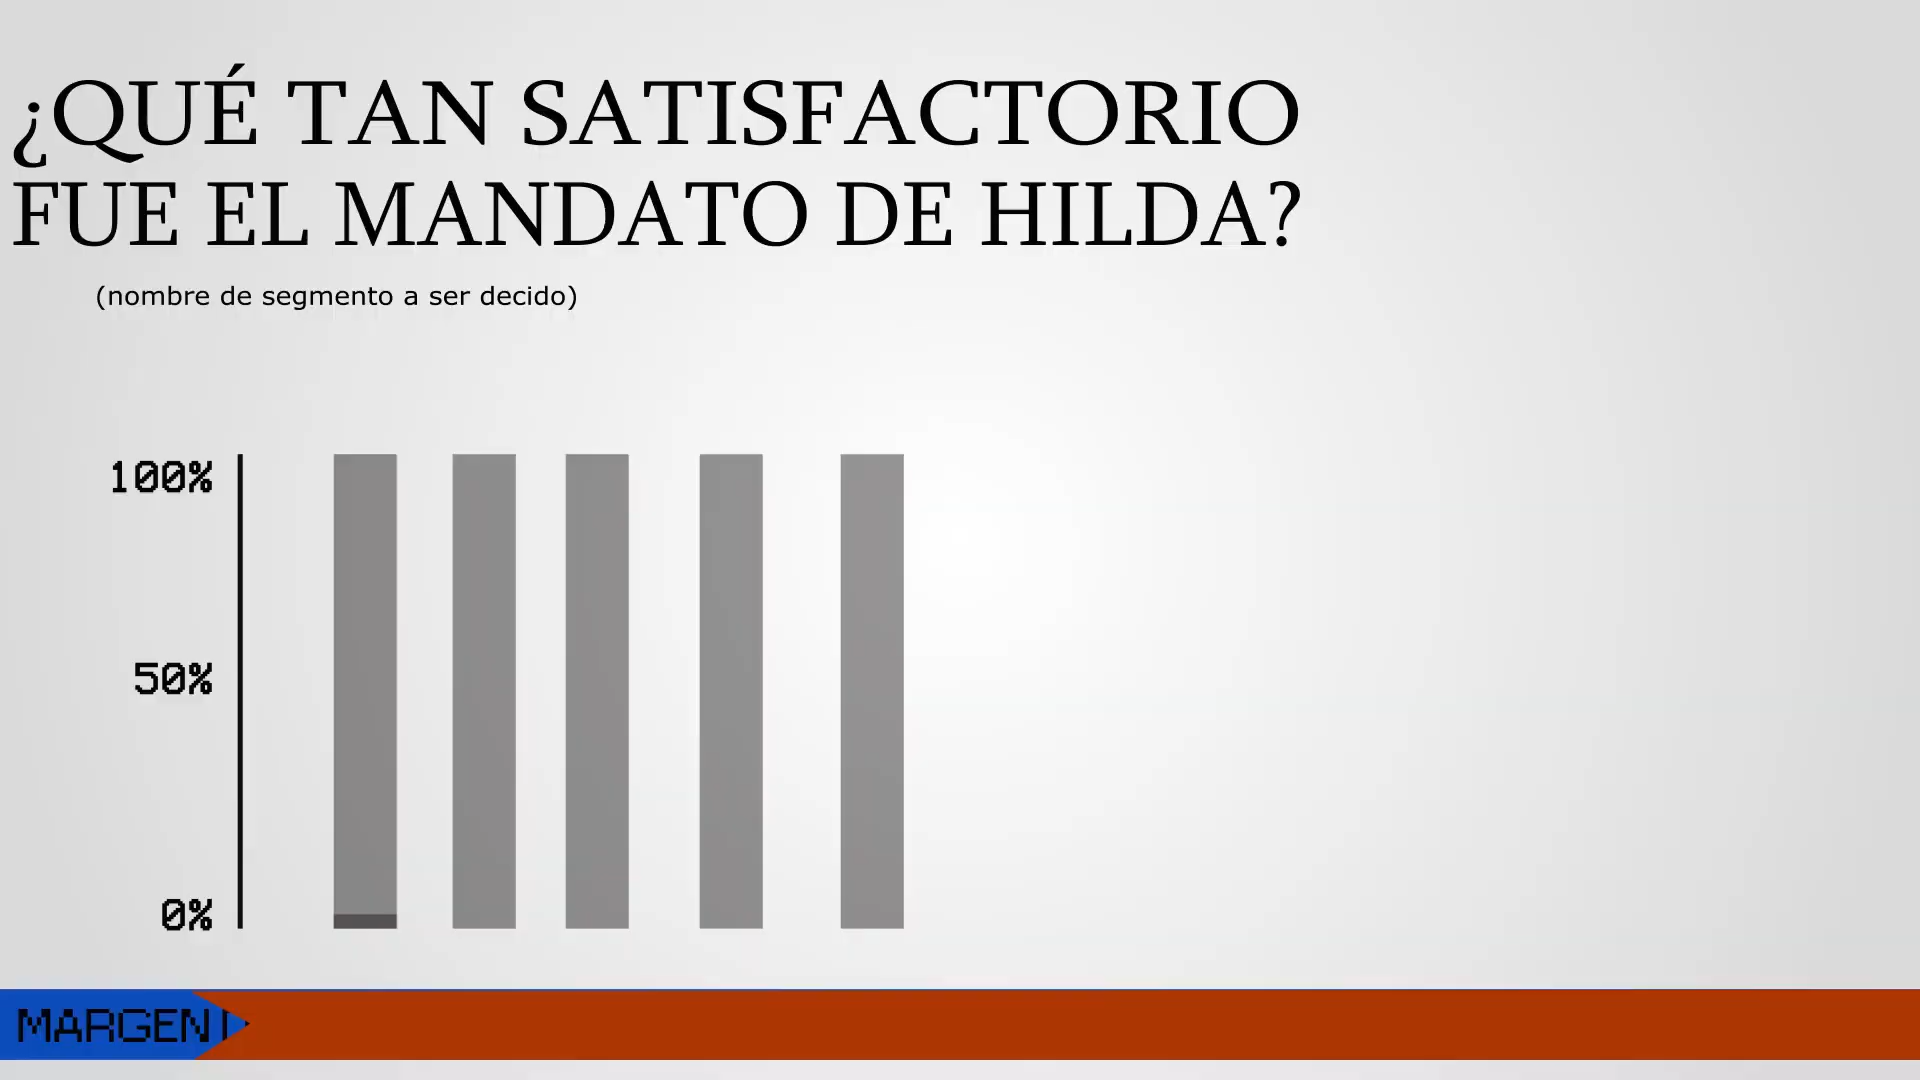 ¿QUÉ TAN SATISFACTORIO
FUE EL MANDATO DE HILDA?
(nombre de segmento a ser decido)
100%
50%
0%
MARGEN